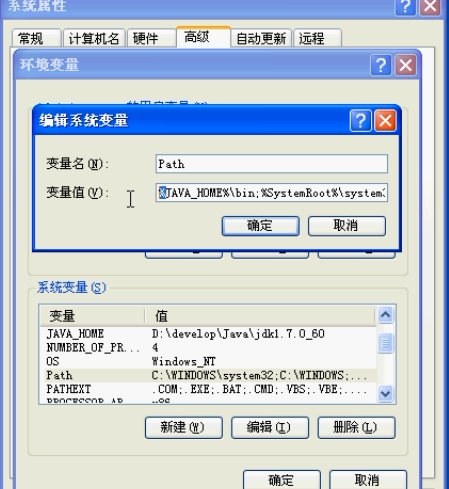 系统属性
常规 计算机名 硬件 高级 自动更新 远程
环境变量
编辑系统变量
变量名(N): Path
变量值(V): %JAVA_HOME%\bin;%SystemRoot%\system
确定 取消
系统变量(S)
变量 值
JAVA_HOME D:\develop\Java\jdk1.7.0_60
NUMBER_OF_PR... 4
OS Windows_NT
Path C:\WINDOWS\system32;C:\WINDOWS;...
PATHEXT .COM;.EXE;.BAT;.CMD;.VBS;.VBE;....
新建(W) 编辑(I) 删除(L)
确定 取消